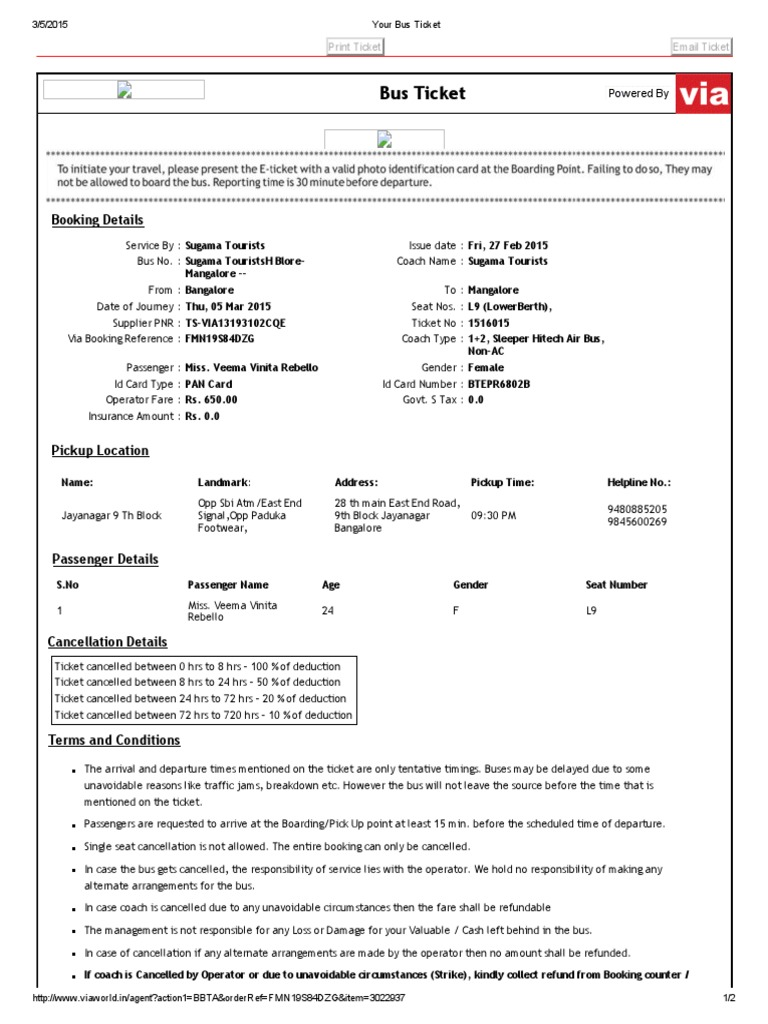 3/5/2015 Your Bus Ticket
Print Ticket Email Ticket
Bus Ticket Powered By via
To initiate your travel, please present the E-ticket with a valid photo identification card at the Boarding Point. Failing to do so, They may
not be allowed to board the bus. Reporting time is 30 minute before departure.
Booking Details
Service By : Sugama Tourists Issue date : Fri, 27 Feb 2015
Bus No. : Sugama TouristsH Blore- Coach Name : Sugama Tourists
Mangalore --
From : Bangalore To : Mangalore
Date of Journey : Thu, 05 Mar 2015 Seat Nos. : L9 (LowerBerth),
Supplier PNR : TS-VIA13193102CQE Ticket No : 1516015
Via Booking Reference : FMN19S84DZG Coach Type : 1+2, Sleeper Hitech Air Bus,
Non-AC
Passenger : Miss. Veema Vinita Rebello Gender : Female
Id Card Type : PAN Card Id Card Number : BTEPR6802B
Operator Fare : Rs. 650.00 Govt. S Tax : 0.0
Insurance Amount : Rs. 0.0
Pickup Location
Name: Landmark: Address: Pickup Time: Helpline No.:
Opp Sbi Atm /East End 28 th main East End Road, 9480885205
Jayanagar 9 Th Block Signal,Opp Paduka 9th Block Jayanagar 09:30 PM 9845600269
Footwear, Bangalore
Passenger Details
S.No Passenger Name Age Gender Seat Number
1 Miss. Veema Vinita 24 F L9
Rebello
Cancellation Details
Ticket cancelled between 0 hrs to 8 hrs - 100 % of deduction
Ticket cancelled between 8 hrs to 24 hrs - 50 % of deduction
Ticket cancelled between 24 hrs to 72 hrs - 20 % of deduction
Ticket cancelled between 72 hrs to 720 hrs - 10 % of deduction
Terms and Conditions
The arrival and departure times mentioned on the ticket are only tentative timings. Buses may be delayed due to some
unavoidable reasons like traffic jams, breakdown etc. However the bus will not leave the source before the time that is
mentioned on the ticket.
Passengers are requested to arrive at the Boarding/Pick Up point at least 15 min. before the scheduled time of departure.
Single seat cancellation is not allowed. The entire booking can only be cancelled.
In case the bus gets cancelled, the responsibility of service lies with the operator. We hold no responsibility of making any
alternate arrangements for the bus.
In case coach is cancelled due to any unavoidable circumstances then the fare shall be refundable
The management is not responsible for any Loss or Damage for your Valuable / Cash left behind in the bus.
In case of cancellation if any alternate arrangements are made by the operator then no amount shall be refunded.
If coach is Cancelled by Operator or due to unavoidable circumstances (Strike), kindly collect refund from Booking counter /
http://www.viaworld.in/agent?action1=BBTA&orderRef=FMN19S84DZG&item=3022937 1/2